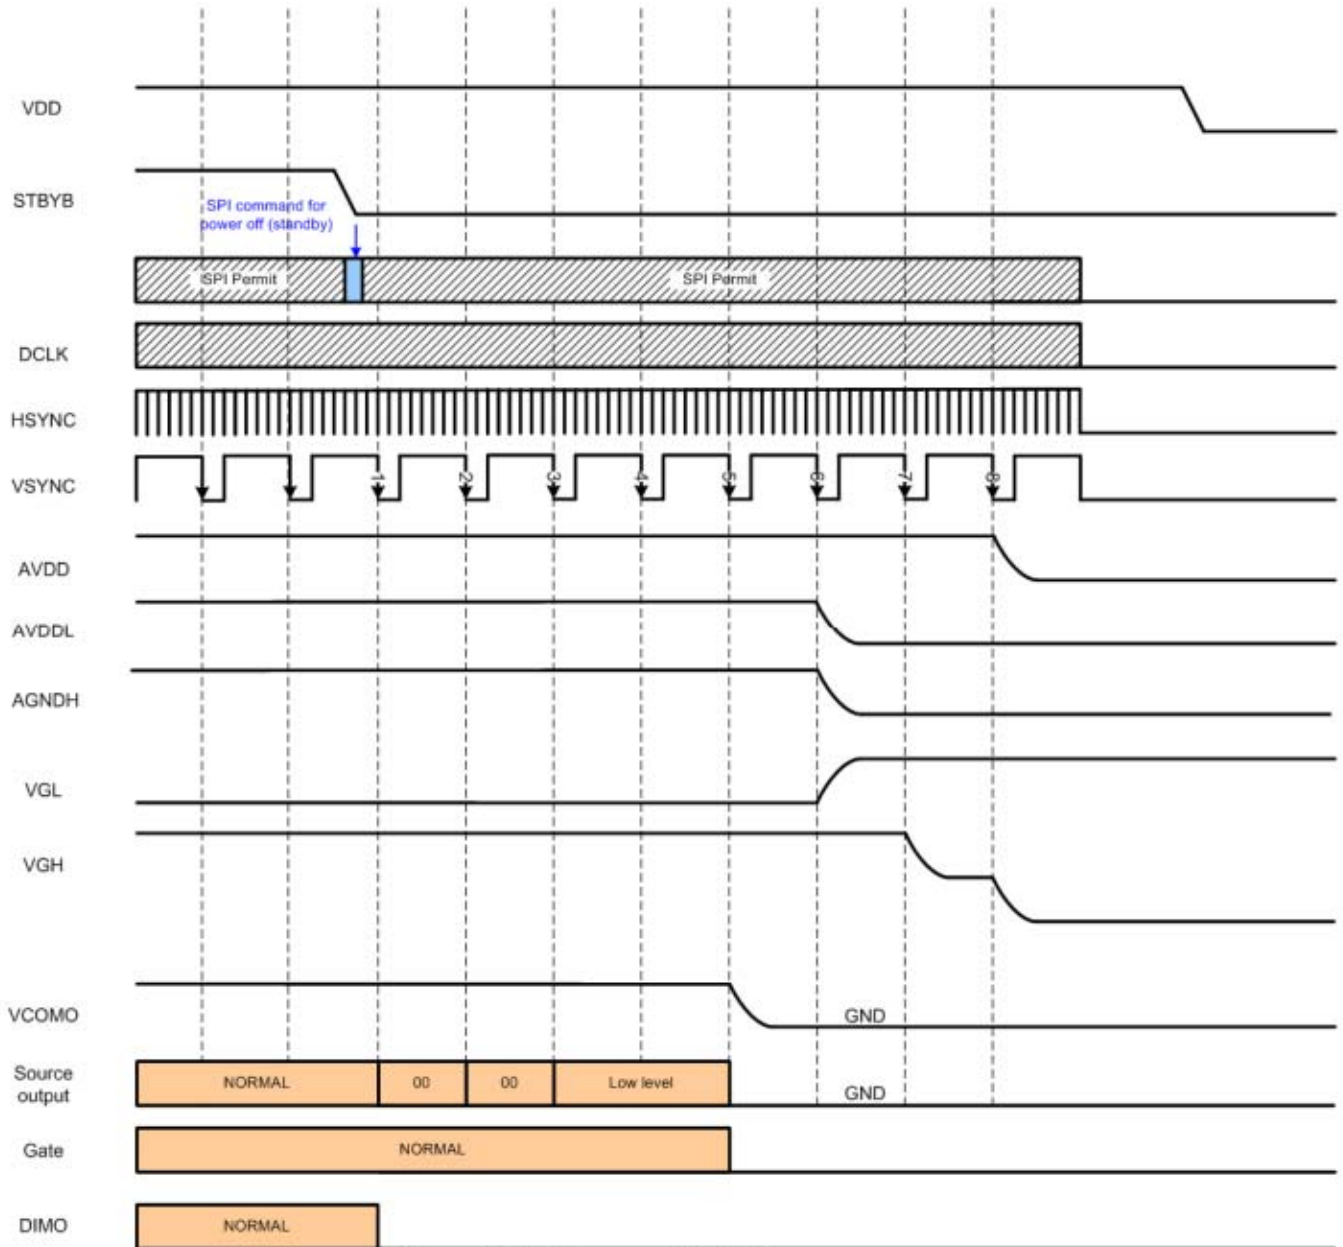 VDD
STBYB
SPI command for
power off (standby)
SPI Permit
SPI Permit
DCLK
HSYNC
VSYNC
1
2
3
4
5
6
7
8
AVDD
AVDDL
AGNDH
VGL
VGH
VCOMO
GND
Source
output
NORMAL
00
00
Low level
GND
Gate
NORMAL
DIMO
NORMAL